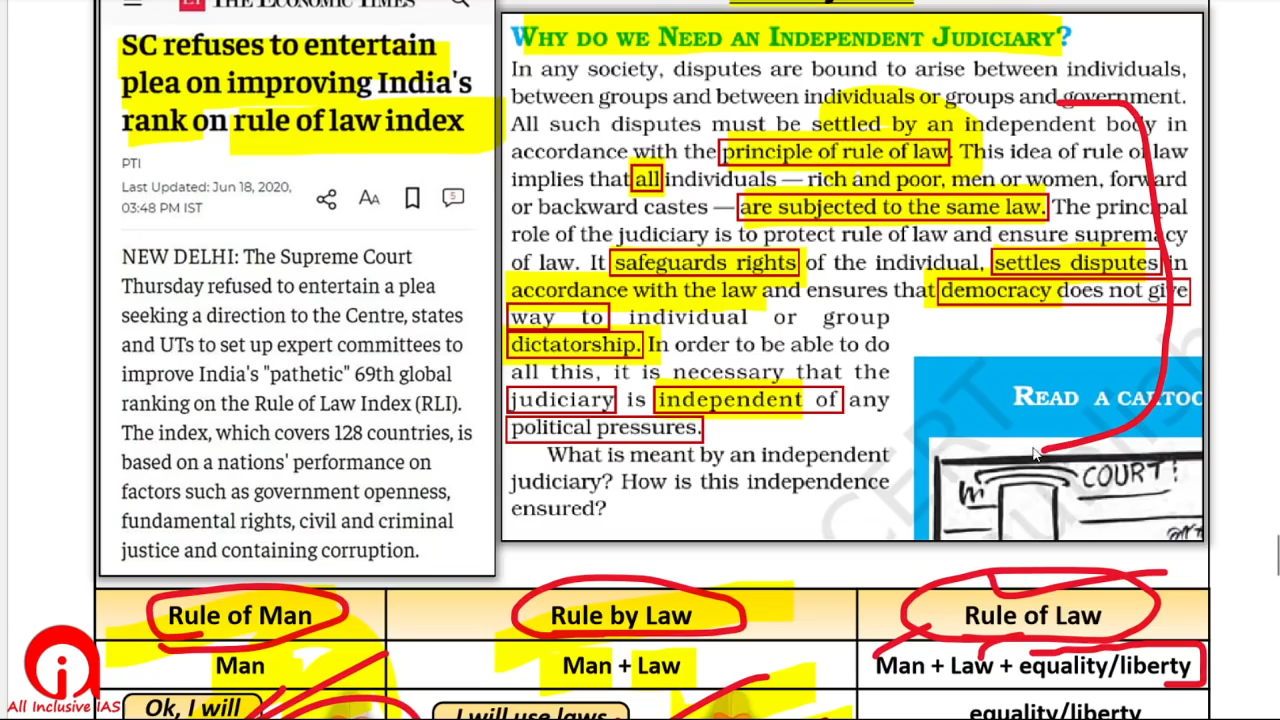 THE ECONOMIC TIMES
SC refuses to entertain
plea on improving India's
rank on rule of law index
PTI
Last Updated: Jun 18, 2020,
03:48 PM IST
AA
5
NEW DELHI: The Supreme Court
Thursday refused to entertain a plea
seeking a direction to the Centre, states
and UTs to set up expert committees to
improve India's "pathetic" 69th global
ranking on the Rule of Law Index (RLI).
The index, which covers 128 countries, is
based on a nations' performance on
factors such as government openness,
fundamental rights, civil and criminal
justice and containing corruption.
WHY DO WE NEED AN INDEPENDENT JUDICIARY?
In any society, disputes are bound to arise between individuals,
between groups and between individuals or groups and government.
All such disputes must be settled by an independent body in
accordance with the principle of rule of law. This idea of rule of law
implies that all individuals — rich and poor, men or women, forward
or backward castes — are subjected to the same law. The principal
role of the judiciary is to protect rule of law and ensure supremacy
of law. It safeguards rights of the individual, settles disputes in
accordance with the law and ensures that democracy does not give
way to individual or group
dictatorship. In order to be able to do
all this, it is necessary that the
judiciary is independent of any
political pressures.
What is meant by an independent
judiciary? How is this independence
ensured?
READ A CARTOO
COURT!
Rule of Man
Rule by Law
Rule of Law
Man
Man + Law
Man + Law + equality/liberty
Ok, I will
I will use laws
equality/liberty
All Inclusive IAS